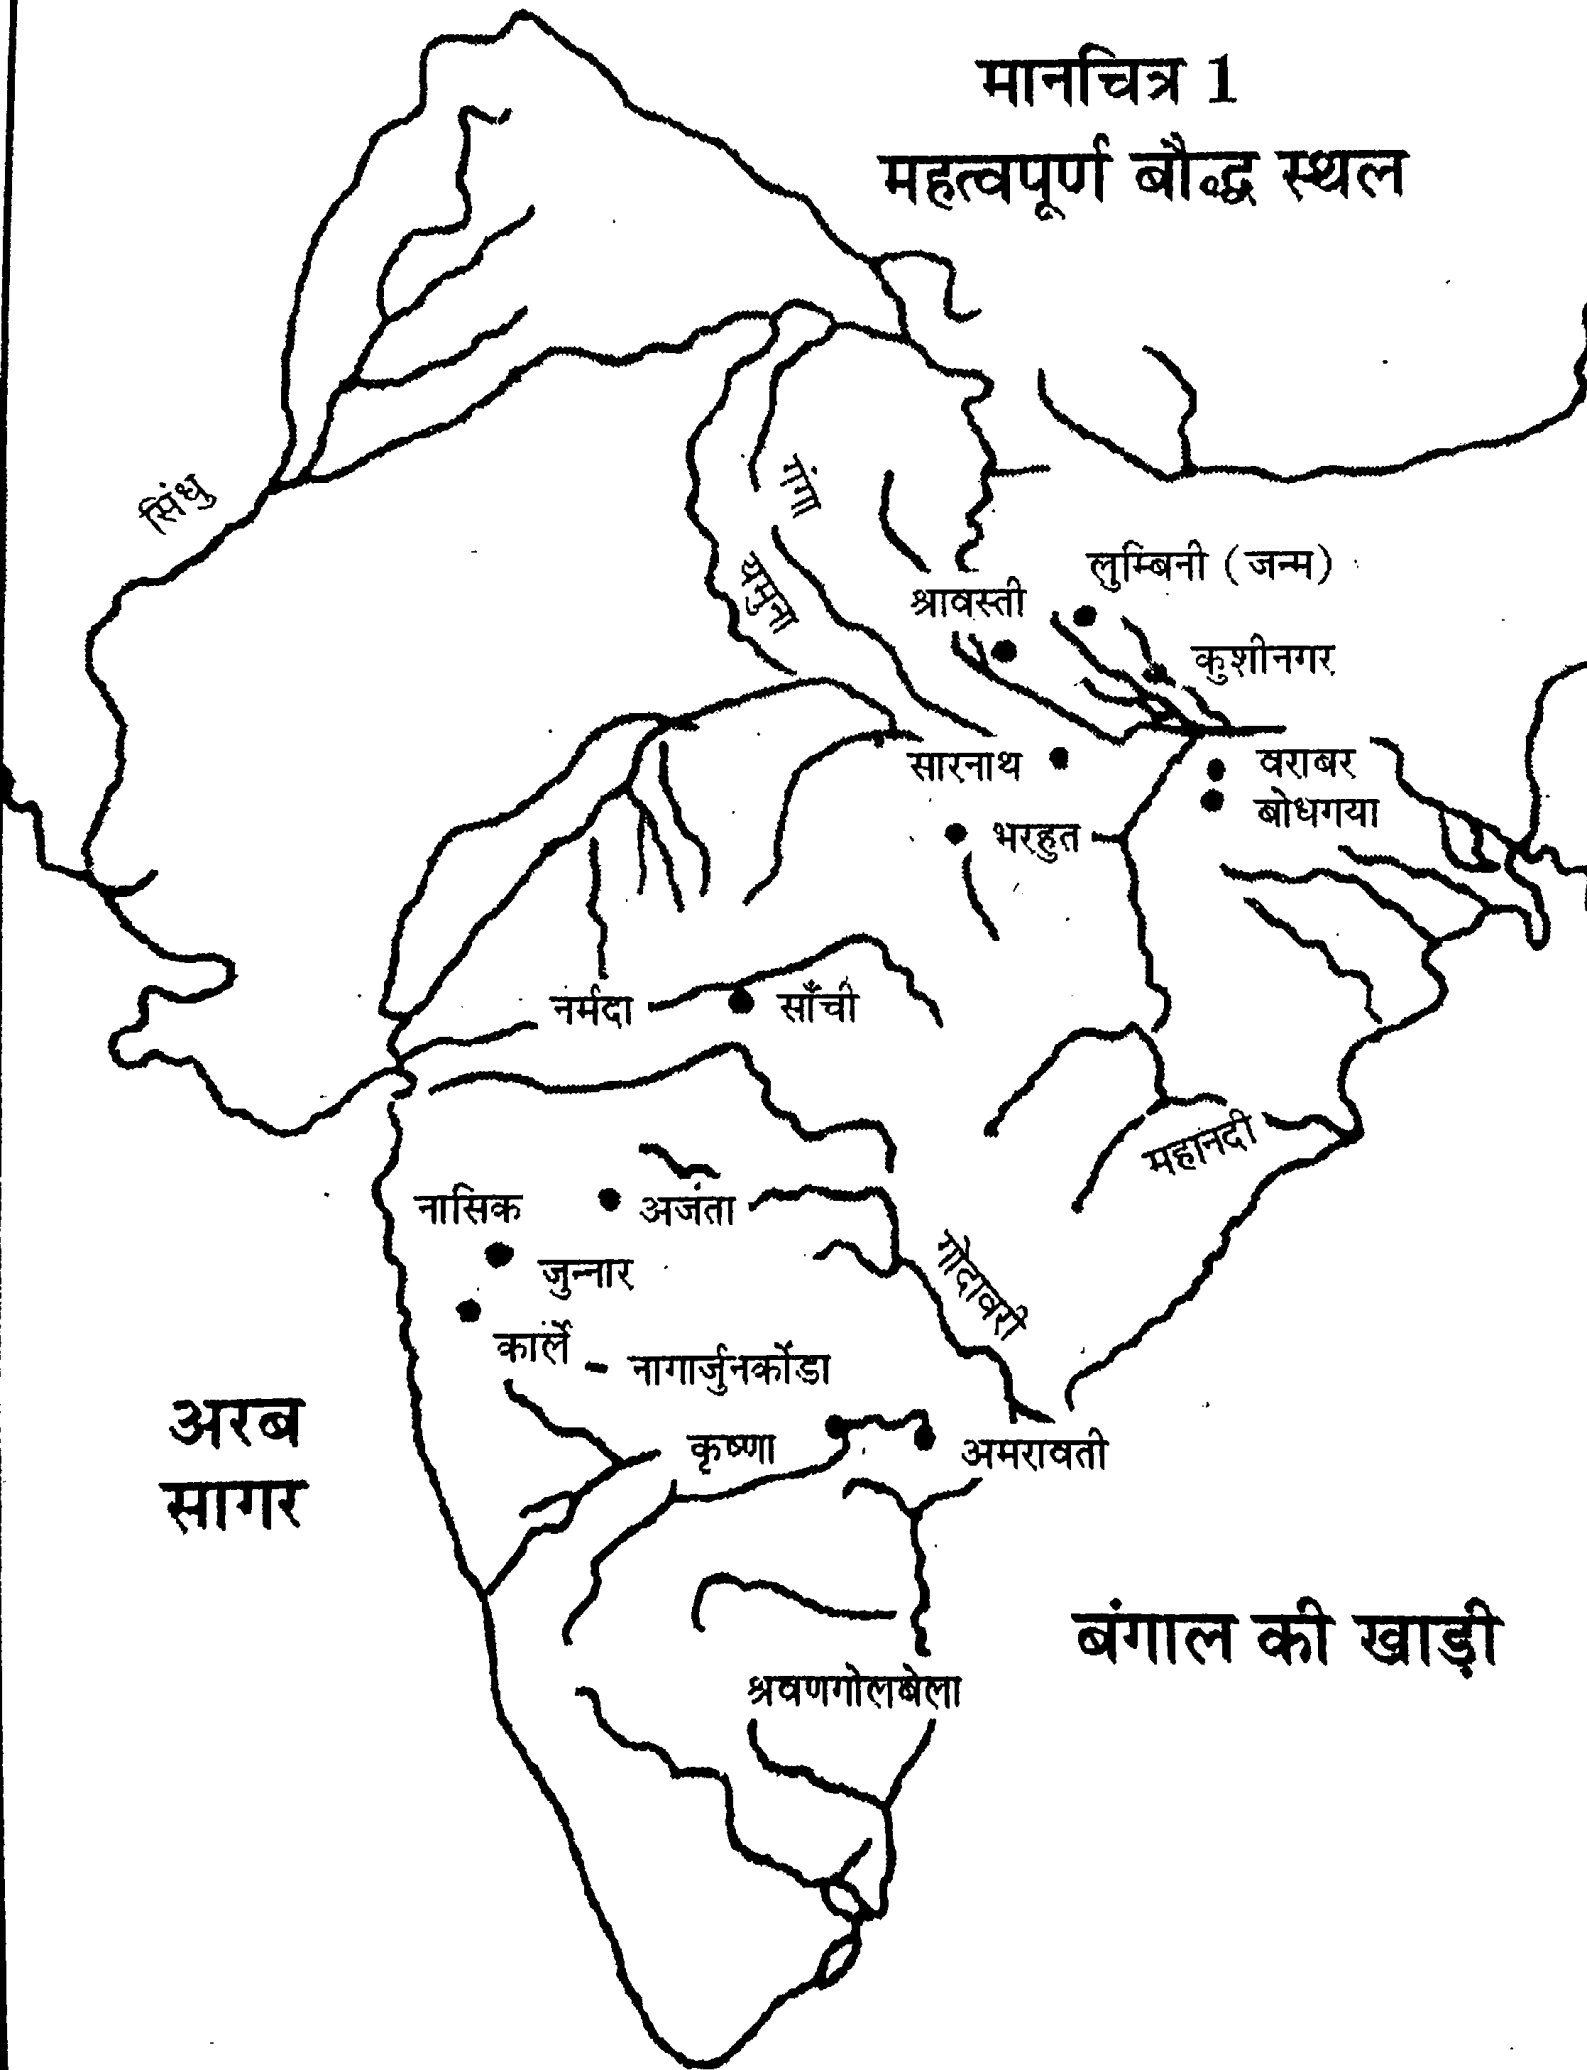 मानचित्र 1
महत्वपूर्ण बौद्ध स्थल
सिंधु
गंगा
यमुना
लुम्बिनी (जन्म)
श्रावस्ती
कुशीनगर
सारनाथ
वराबर
बोधगया
भरहुत
नर्मदा
साँची
महानदी
नासिक
अजंता
जुन्नार
गौदावरी
कार्ले
नागार्जुनकोंडा
अरब
सागर
कृष्णा
अमरावती
बंगाल की खाड़ी
श्रवणगोलबेला